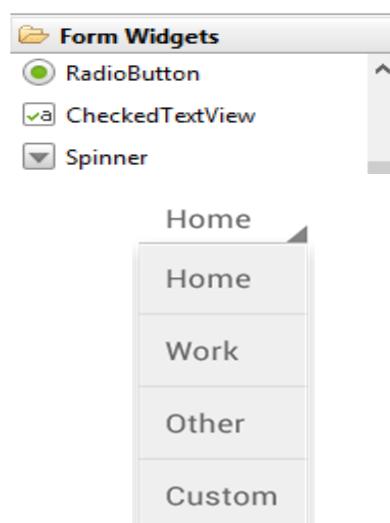 Form Widgets
RadioButton
a CheckedTextView
Spinner
Home
Home
Work
Other
Custom